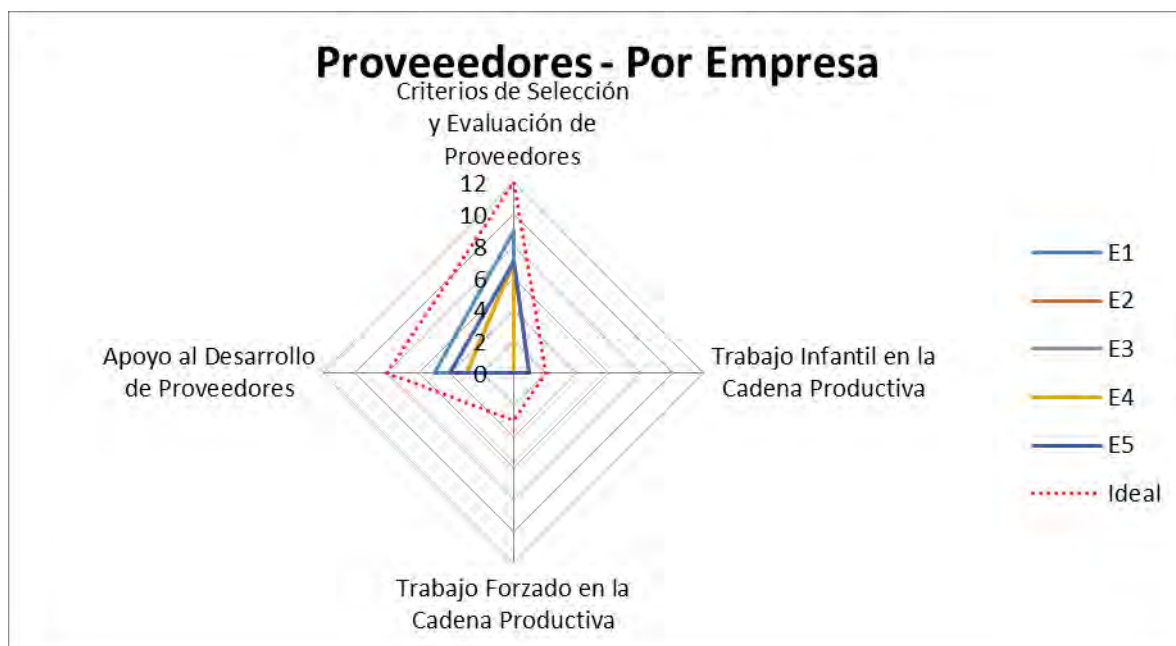 Proveeedores - Por Empresa
Criterios de Selección
y Evaluación de
Proveedores
12
10
8
6
4
2
0
Apoyo al Desarrollo
de Proveedores
Trabajo Infantil en la
Cadena Productiva
Trabajo Forzado en la
Cadena Productiva
E1
E2
E3
E4
E5
Ideal